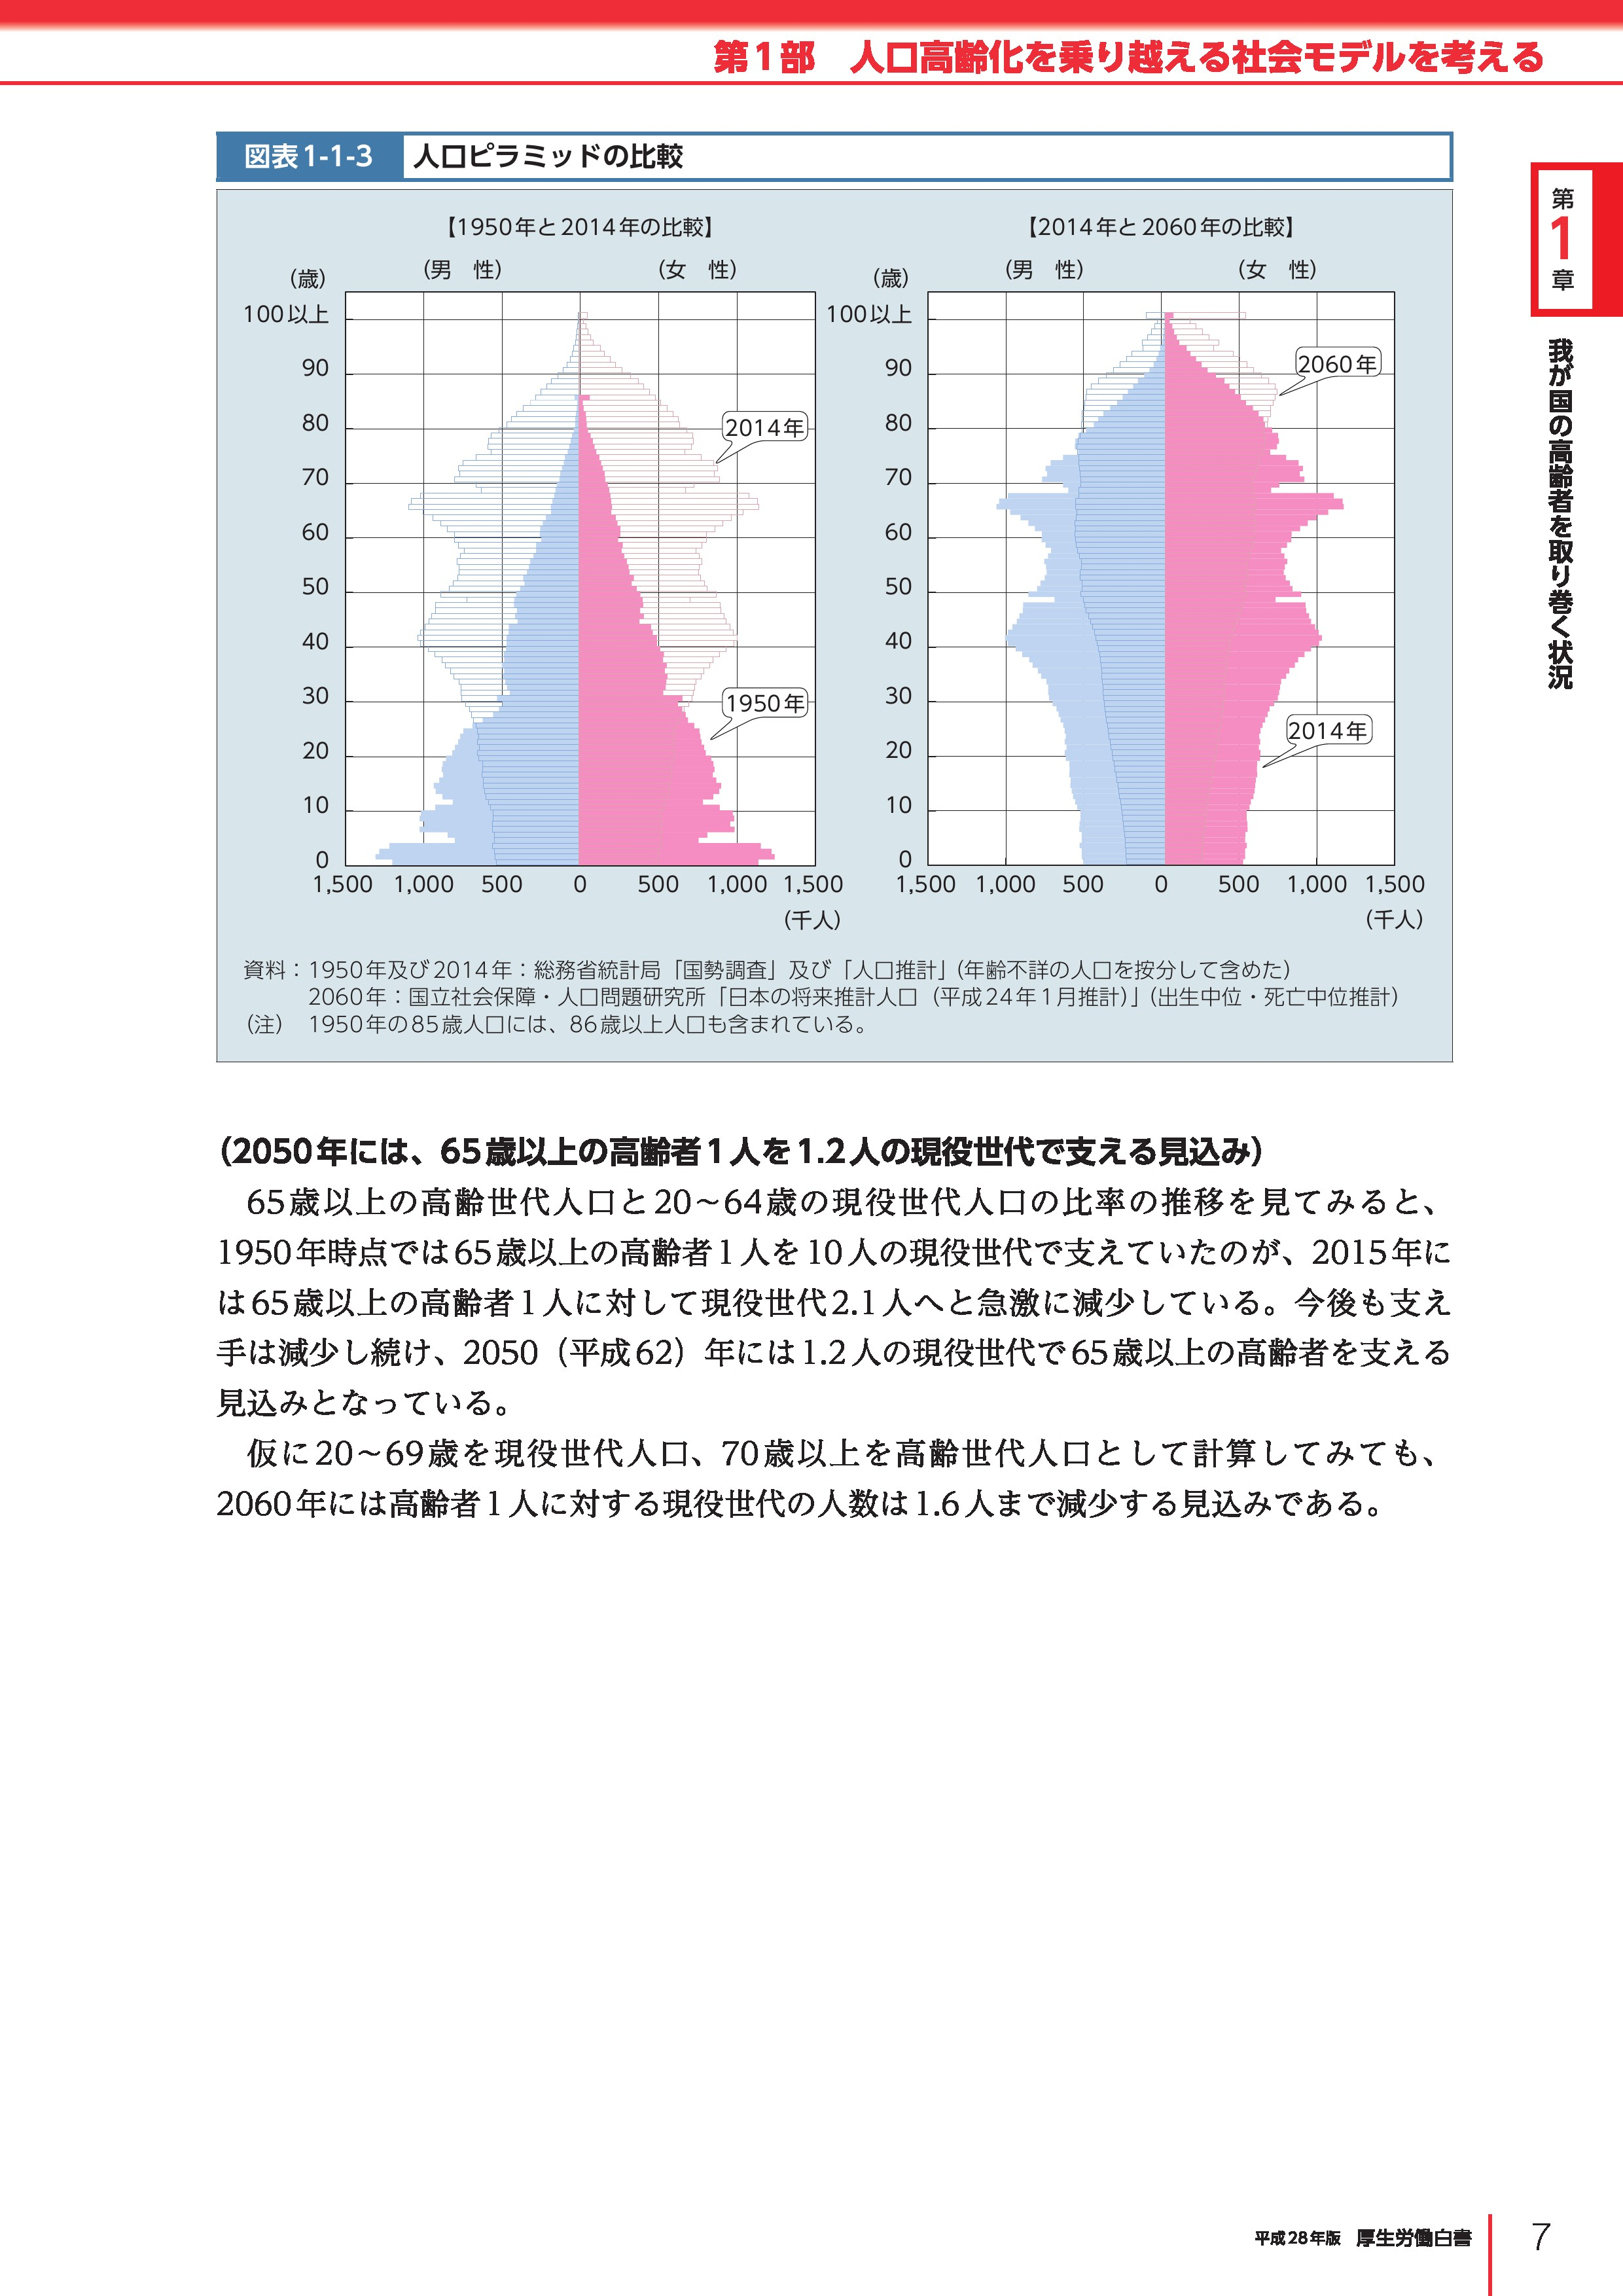 第1部　人口高齢化を乗り越える社会モデルを考える
図表1-1-3　人口ピラミッドの比較
【1950年と2014年の比較】
（男　性）　（女　性）
（歳）
100以上
90
80
70
60
50
40
30
20
10
0
1,500 1,000 500 0 500 1,000 1,500
（千人）
2014年
1950年
【2014年と2060年の比較】
（男　性）　（女　性）
（歳）
100以上
90
80
70
60
50
40
30
20
10
0
1,500 1,000 500 0 500 1,000 1,500
（千人）
2060年
2014年
資料：1950年及び2014年：総務省統計局「国勢調査」及び「人口推計」（年齢不詳の人口を按分して含めた）
2060年：国立社会保障・人口問題研究所「日本の将来推計人口（平成24年1月推計）」（出生中位・死亡中位推計）
（注）　1950年の85歳人口には、86歳以上人口も含まれている。
（2050年には、65歳以上の高齢者1人を1.2人の現役世代で支える見込み）
65歳以上の高齢世代人口と20～64歳の現役世代人口の比率の推移を見てみると、
1950年時点では65歳以上の高齢者1人を10人の現役世代で支えていたのが、2015年に
は65歳以上の高齢者1人に対して現役世代2.1人へと急激に減少している。今後も支え
手は減少し続け、2050（平成62）年には1.2人の現役世代で65歳以上の高齢者を支える
見込みとなっている。
仮に20～69歳を現役世代人口、70歳以上を高齢世代人口として計算してみても、
2060年には高齢者1人に対する現役世代の人数は1.6人まで減少する見込みである。
第
1
章
我が国の高齢者を取り巻く状況
平成28年版　厚生労働白書　7